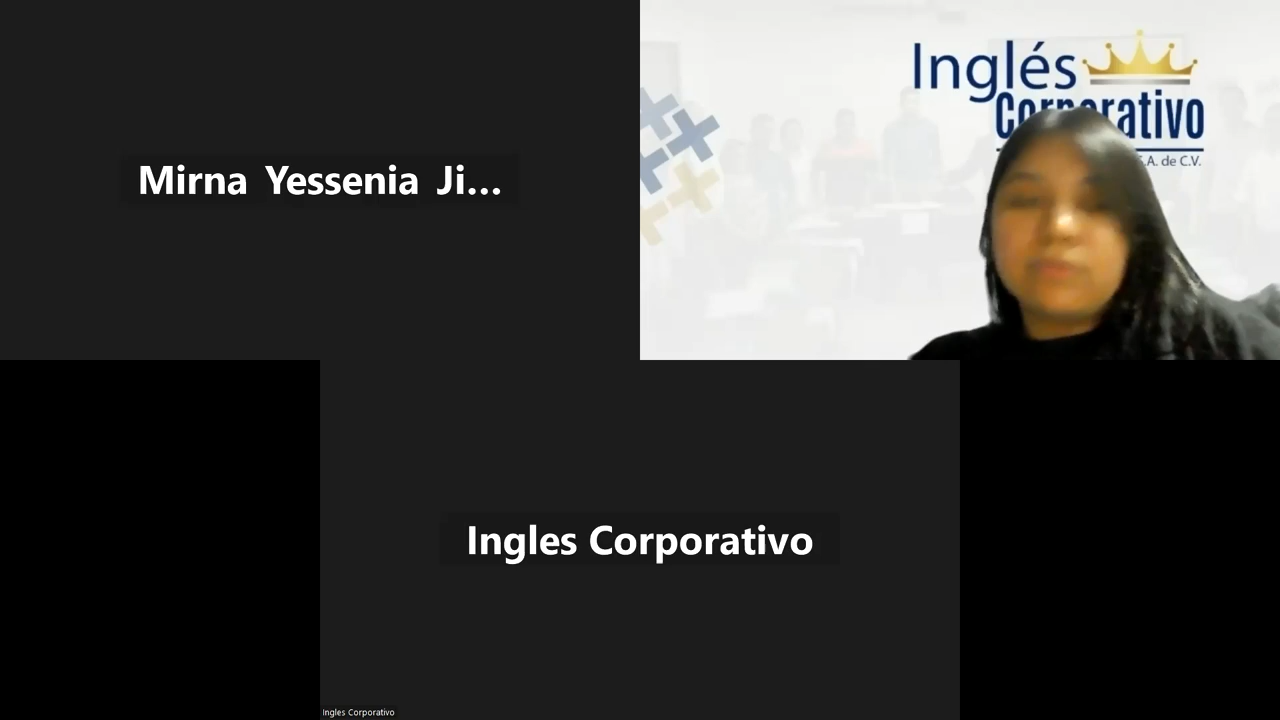 Mirna Yessenia Ji...
Inglés
Corporativo
S.A. de C.V.
Ingles Corporativo
Ingles Corporativo